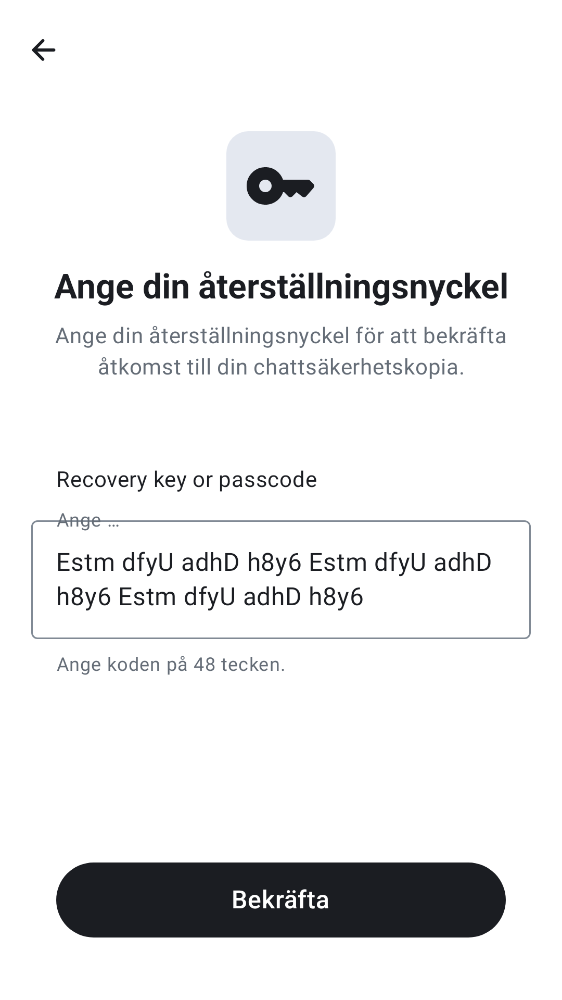 Ange din återställningsnyckel
Ange din återställningsnyckel för att bekräfta
åtkomst till din chattsäkerhetskopia.
Recovery key or passcode
Ange …
Estm dfyU adhD h8y6 Estm dfyU adhD
h8y6 Estm dfyU adhD h8y6
Ange koden på 48 tecken.
Bekräfta